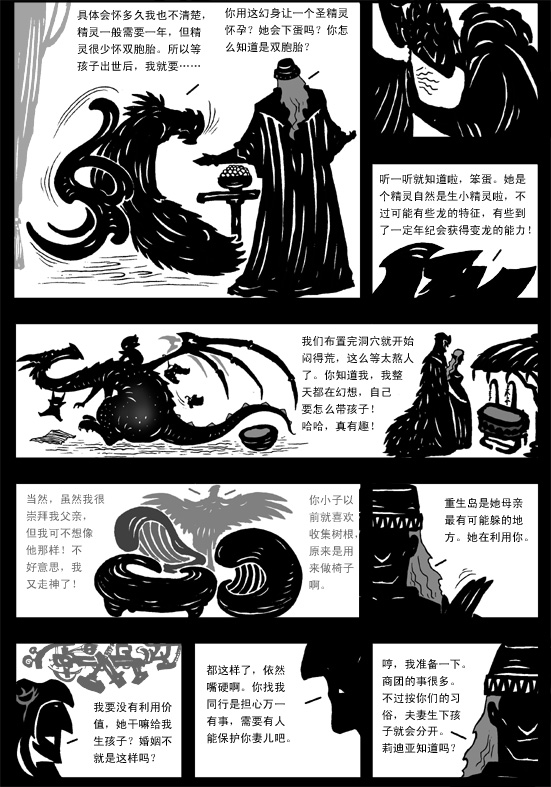 具体会怀多久我也不清楚，
精灵一般需要一年，但精
灵很少怀双胞胎。所以等
孩子出世后，我就要……
你用这幻身让一个圣精灵
怀孕？她会下蛋吗？你怎
么知道是双胞胎？
听一听就知道啦，笨蛋。她是
个精灵自然是生小精灵啦，不
过可能有些龙的特征，有些到
了一定年纪会获得变龙的能力！
我们布置完洞穴就开始
闷得荒，这么等太熬人
了。你知道我，我整
天都在幻想，自己
要怎么带孩子！
哈哈，真有趣！
当然，虽然我很
崇拜我父亲，
但我可不想像
他那样！不
好意思，我
又走神了！
你小子以
前就喜欢
收集树根，
原来是用
来做椅子
啊。
重生岛是她母亲
最有可能躲的地
方。她在利用你。
我要没有利用价
值，她干嘛给我
生孩子？婚姻不
就是这样吗？
都这样了，依然
嘴硬啊。你找我
同行是担心万一
有事，需要有人
能保护你妻儿吧。
哼，我准备一下。
商团的事很多。
不过按你们的习
俗，夫妻生下孩
子就会分开。
莉迪亚知道吗？